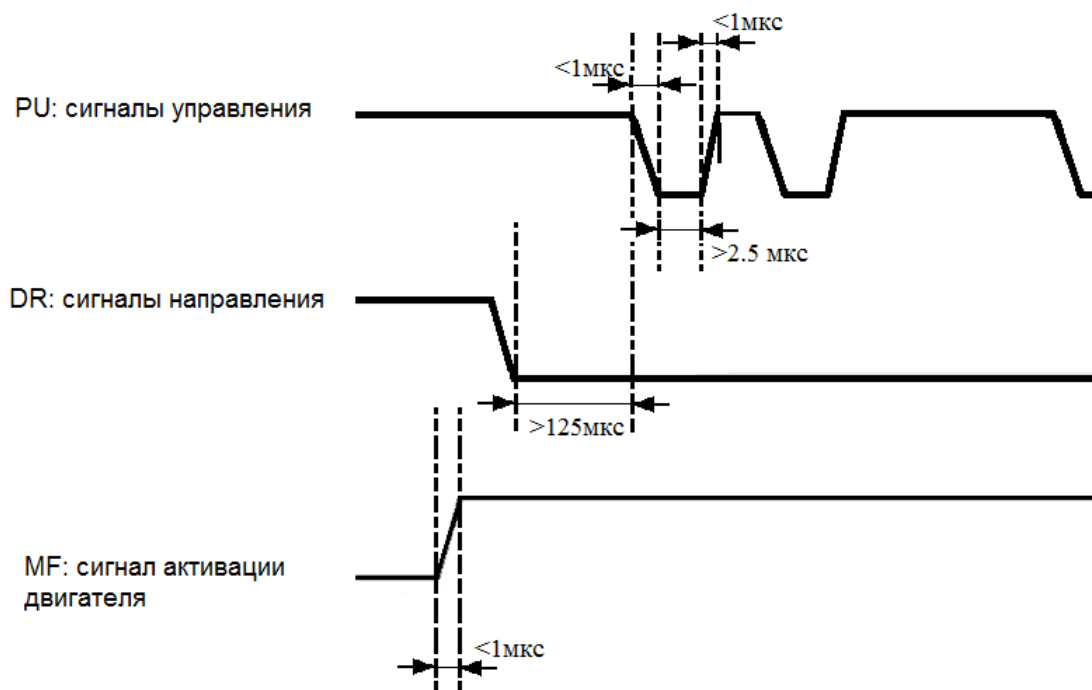 <1мкс
<1мкс
PU: сигналы управления
>2.5 мкс
DR: сигналы направления
>125мкс
MF: сигнал активации
двигателя
<1мкс